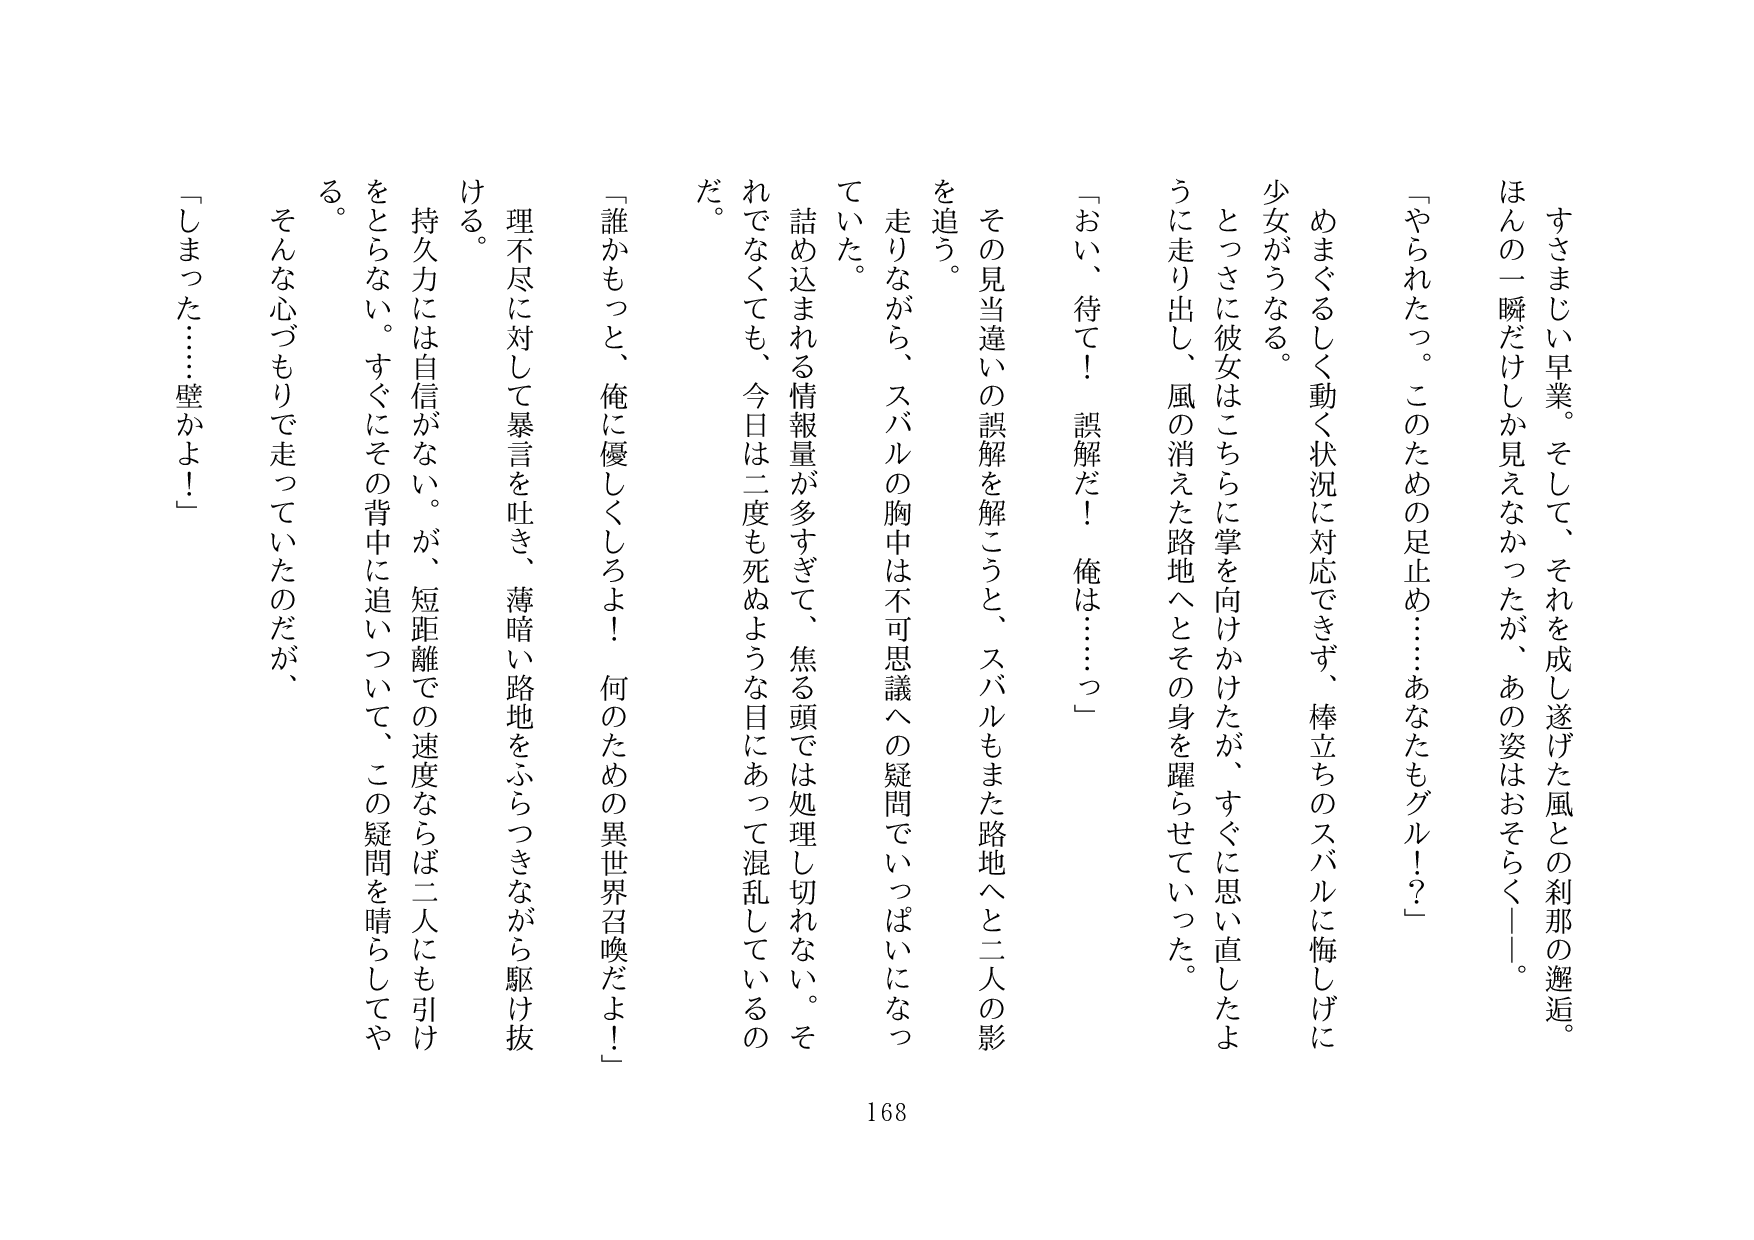 すさまじい早業。そして、それを成し遂げた風との刹那の邂逅。
ほんの一瞬だけしか見えなかったが、あの姿はおそらく――。
「やられたっ。このための足止め……あなたもグル！？」
　めまぐるしく動く状況に対応できず、棒立ちのスバルに悔しげに
少女がうなる。
　とっさに彼女はこちらに掌を向けかけたが、すぐに思い直したよ
うに走り出し、風の消えた路地へとその身を躍らせていった。
「おい、待て！　誤解だ！　俺は……っ」
　その見当違いの誤解を解こうと、スバルもまた路地へと二人の影
を追う。
　走りながら、スバルの胸中は不可思議への疑問でいっぱいになっ
ていた。
　詰め込まれる情報量が多すぎて、焦る頭では処理し切れない。そ
れでなくても、今日は二度も死ぬような目にあって混乱しているの
だ。
「誰かもっと、俺に優しくしろよ！　何のための異世界召喚だよ！」
　理不尽に対して暴言を吐き、薄暗い路地をふらつきながら駆け抜
ける。
　持久力には自信がない。が、短距離での速度ならば二人にも引け
をとらない。すぐにその背中に追いついて、この疑問を晴らしてや
る。
　そんな心づもりで走っていたのだが、
「しまった……壁かよ！」
168